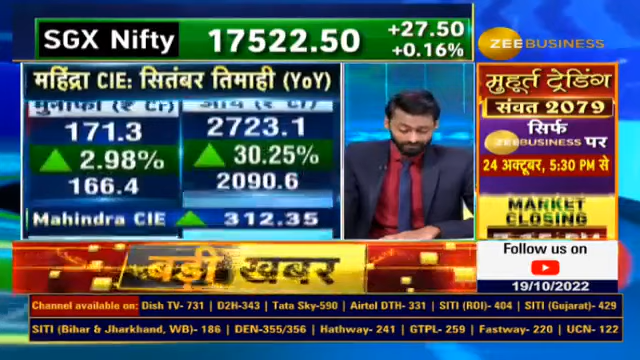 SGX Nifty 17522.50 +27.50 +0.16%
ZEE BUSINESS
महिंद्रा CIE: सितंबर तिमाही (YoY)
मुनाफा (₹ Cr) आय (₹ Cr)
171.3 2723.1
2.98% 30.25%
166.4 2090.6
Mahindra CIE 312.35
मुहूर्त ट्रेडिंग
संवत 2079
सिर्फ
ZEE BUSINESS पर
24 अक्टूबर, 5:30 PM से
MARKET
CLOSING
बड़ी खबर
Follow us on
19/10/2022
Channel available on: Dish TV- 731 | D2H-343 | Tata Sky-590 | Airtel DTH- 331 | SITI (ROI)- 404 | SITI (Gujarat)- 429
SITI (Bihar & Jharkhand, WB)- 186 | DEN-355/356 | Hathway- 241 | GTPL- 259 | Fastway- 220 | UCN- 122